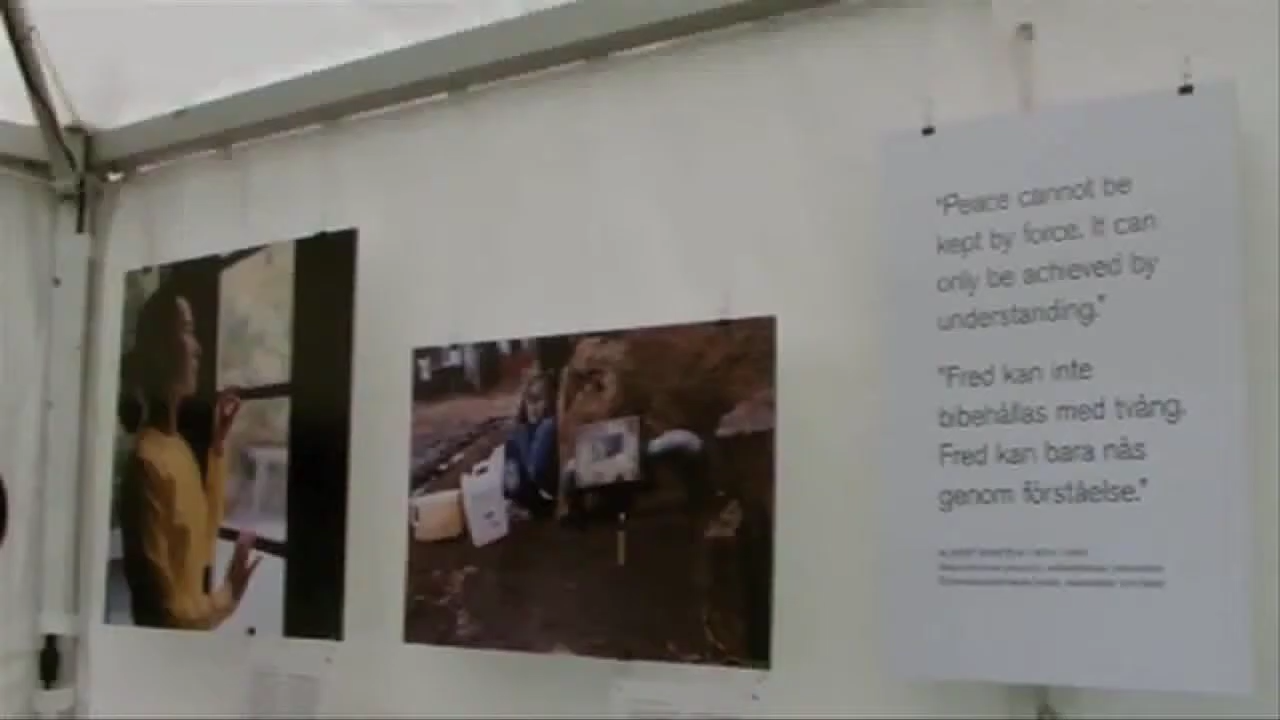 "Peace cannot be
kept by force. It can
only be achieved by
understanding."
"Fred kan inte
bibehållas med tvång.
Fred kan bara nås
genom förståelse."